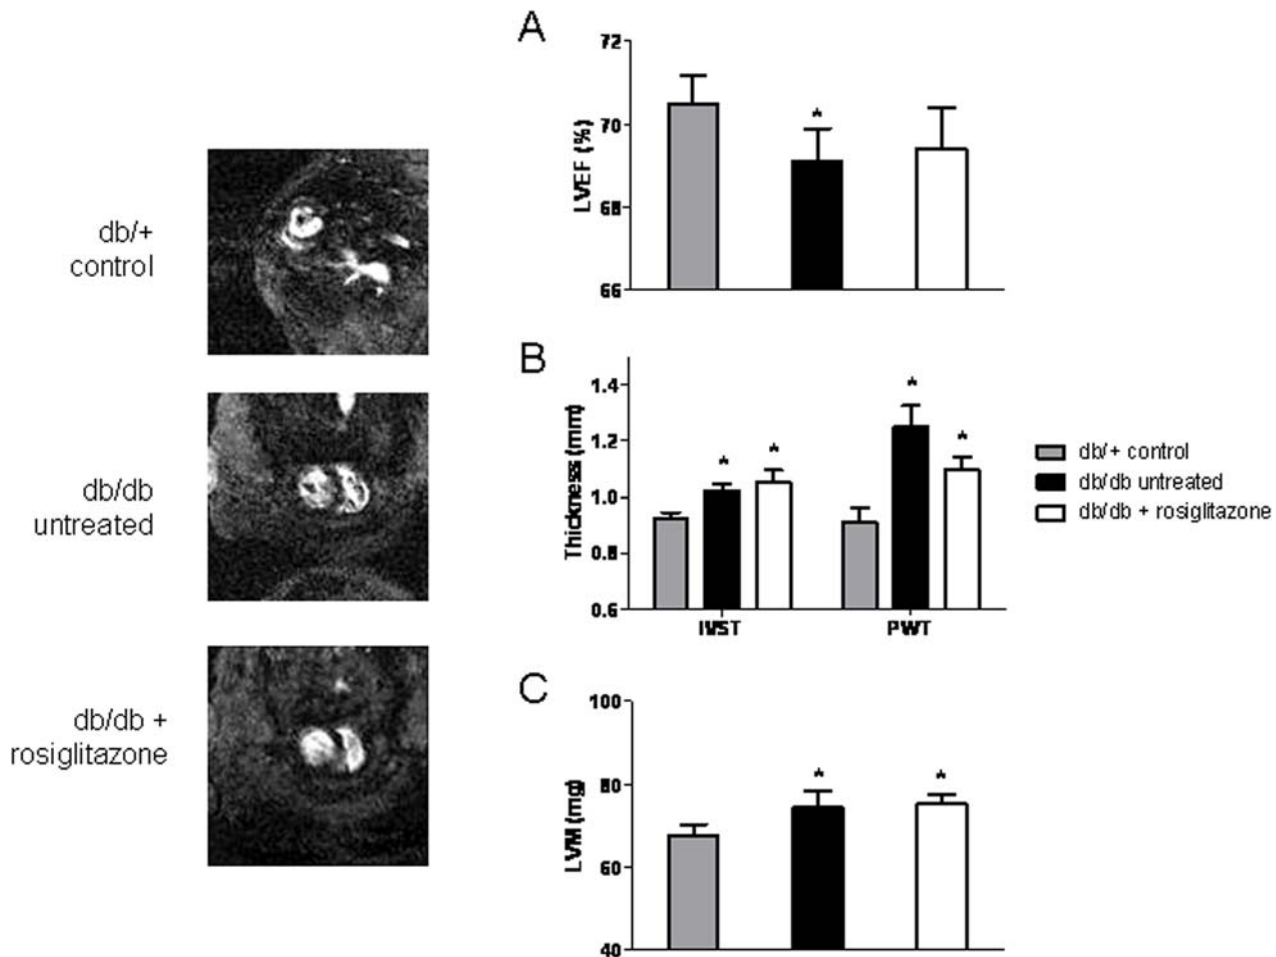 db/+
control
db/db
untreated
db/db +
rosiglitazone
A
72
70
68
66
LVEF (%)
*
B
1.4
1.2
1.0
0.8
0.6
Thickness (mm)
* * * *
IVST PWT
db/+ control
db/db untreated
db/db + rosiglitazone
C
100
80
60
40
LVM (mg)
* *